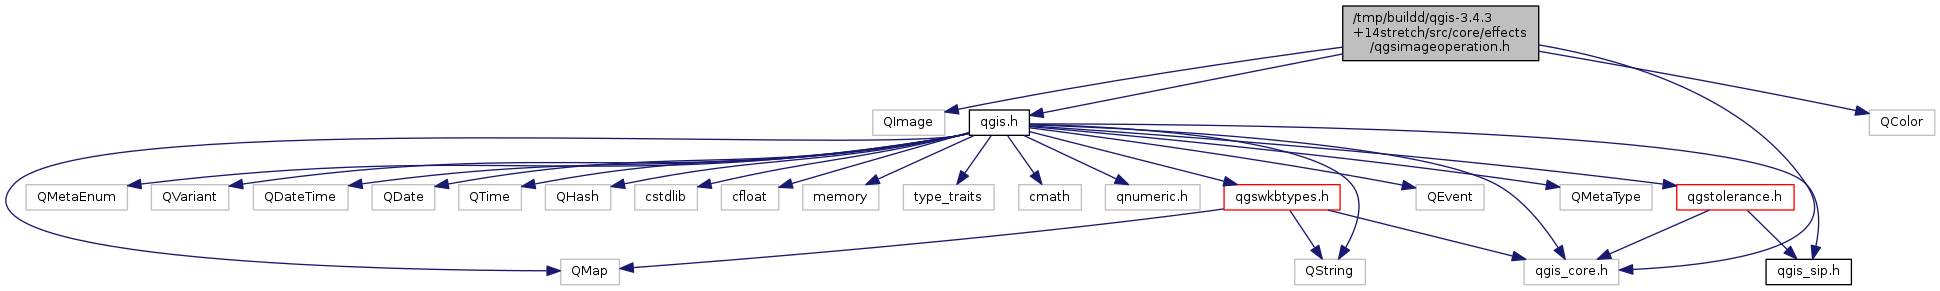 /tmp/buildd/qgis-3.4.3
+14stretch/src/core/effects
/qgsimageoperation.h
QImage
qgis.h
QColor
QMetaEnum
QVariant
QDateTime
QDate
QTime
QHash
cstdlib
cfloat
memory
type_traits
cmath
qnumeric.h
qgswkbtypes.h
QEvent
QMetaType
qgstolerance.h
QMap
QString
qgis_core.h
qgis_sip.h